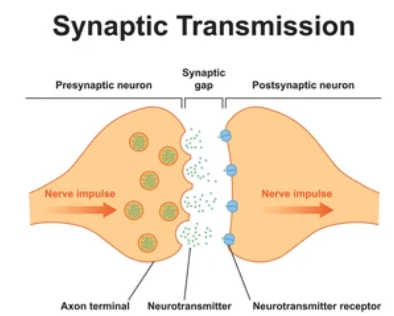 Synaptic Transmission
Synaptic
gap
Presynaptic neuron
Postsynaptic neuron
Nerve impulse
Nerve impulse
Axon terminal
Neurotransmitter
Neurotransmitter receptor